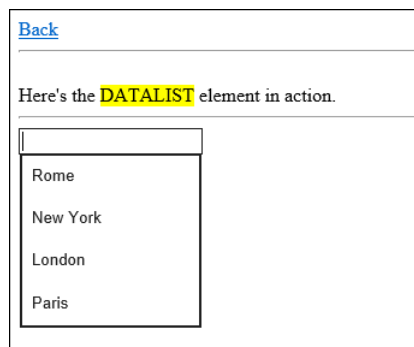 Back
Here's the DATALIST element in action.
Rome
New York
London
Paris